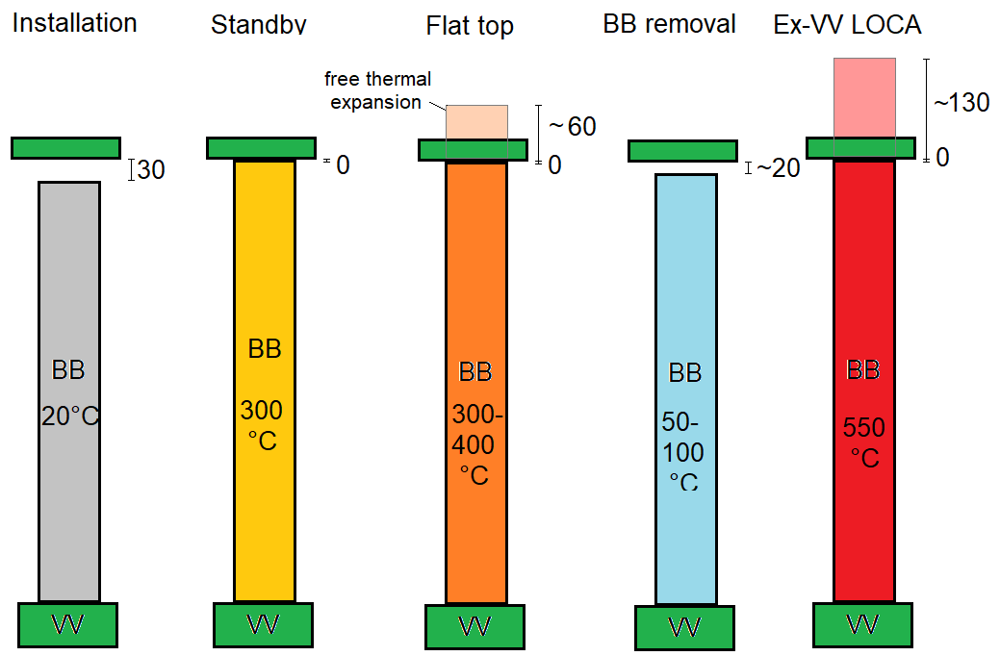 Installation
Standby
Flat top
BB removal
Ex-VV LOCA
free thermal
expansion
30
0
~60
0
~20
~130
0
BB
20°C
BB
300
°C
BB
300-
400
°C
BB
50-
100
°C
BB
550
°C
VV
VV
VV
VV
VV